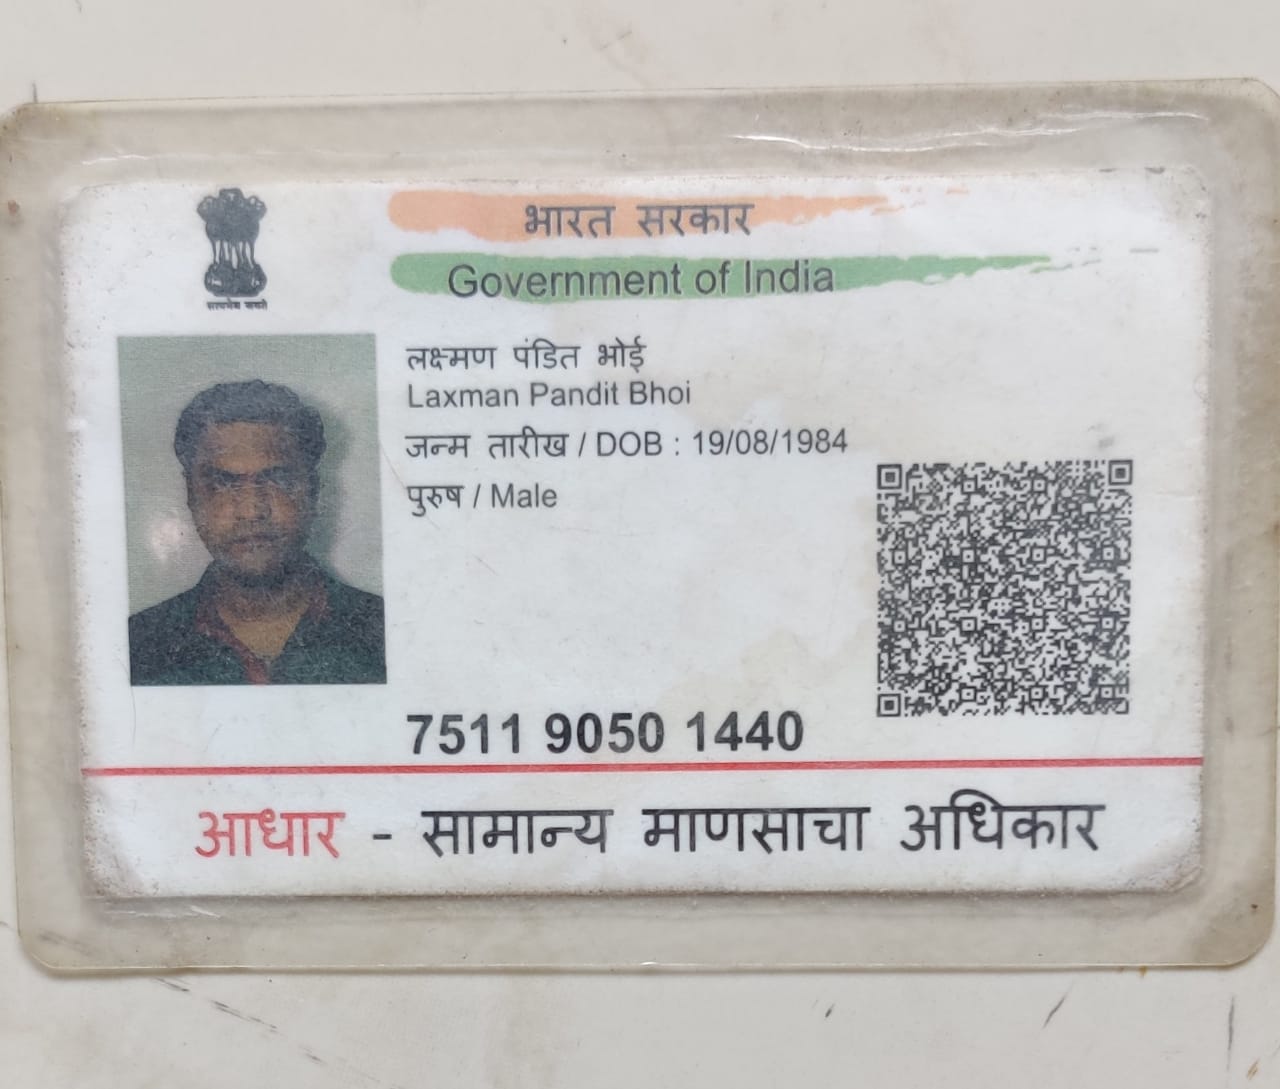 सत्यमेव जयते
भारत सरकार
Government of India
लक्ष्मण पंडित भोई
Laxman Pandit Bhoi
जन्म तारीख / DOB : 19/08/1984
पुरुष / Male
7511 9050 1440
आधार - सामान्य माणसाचा अधिकार